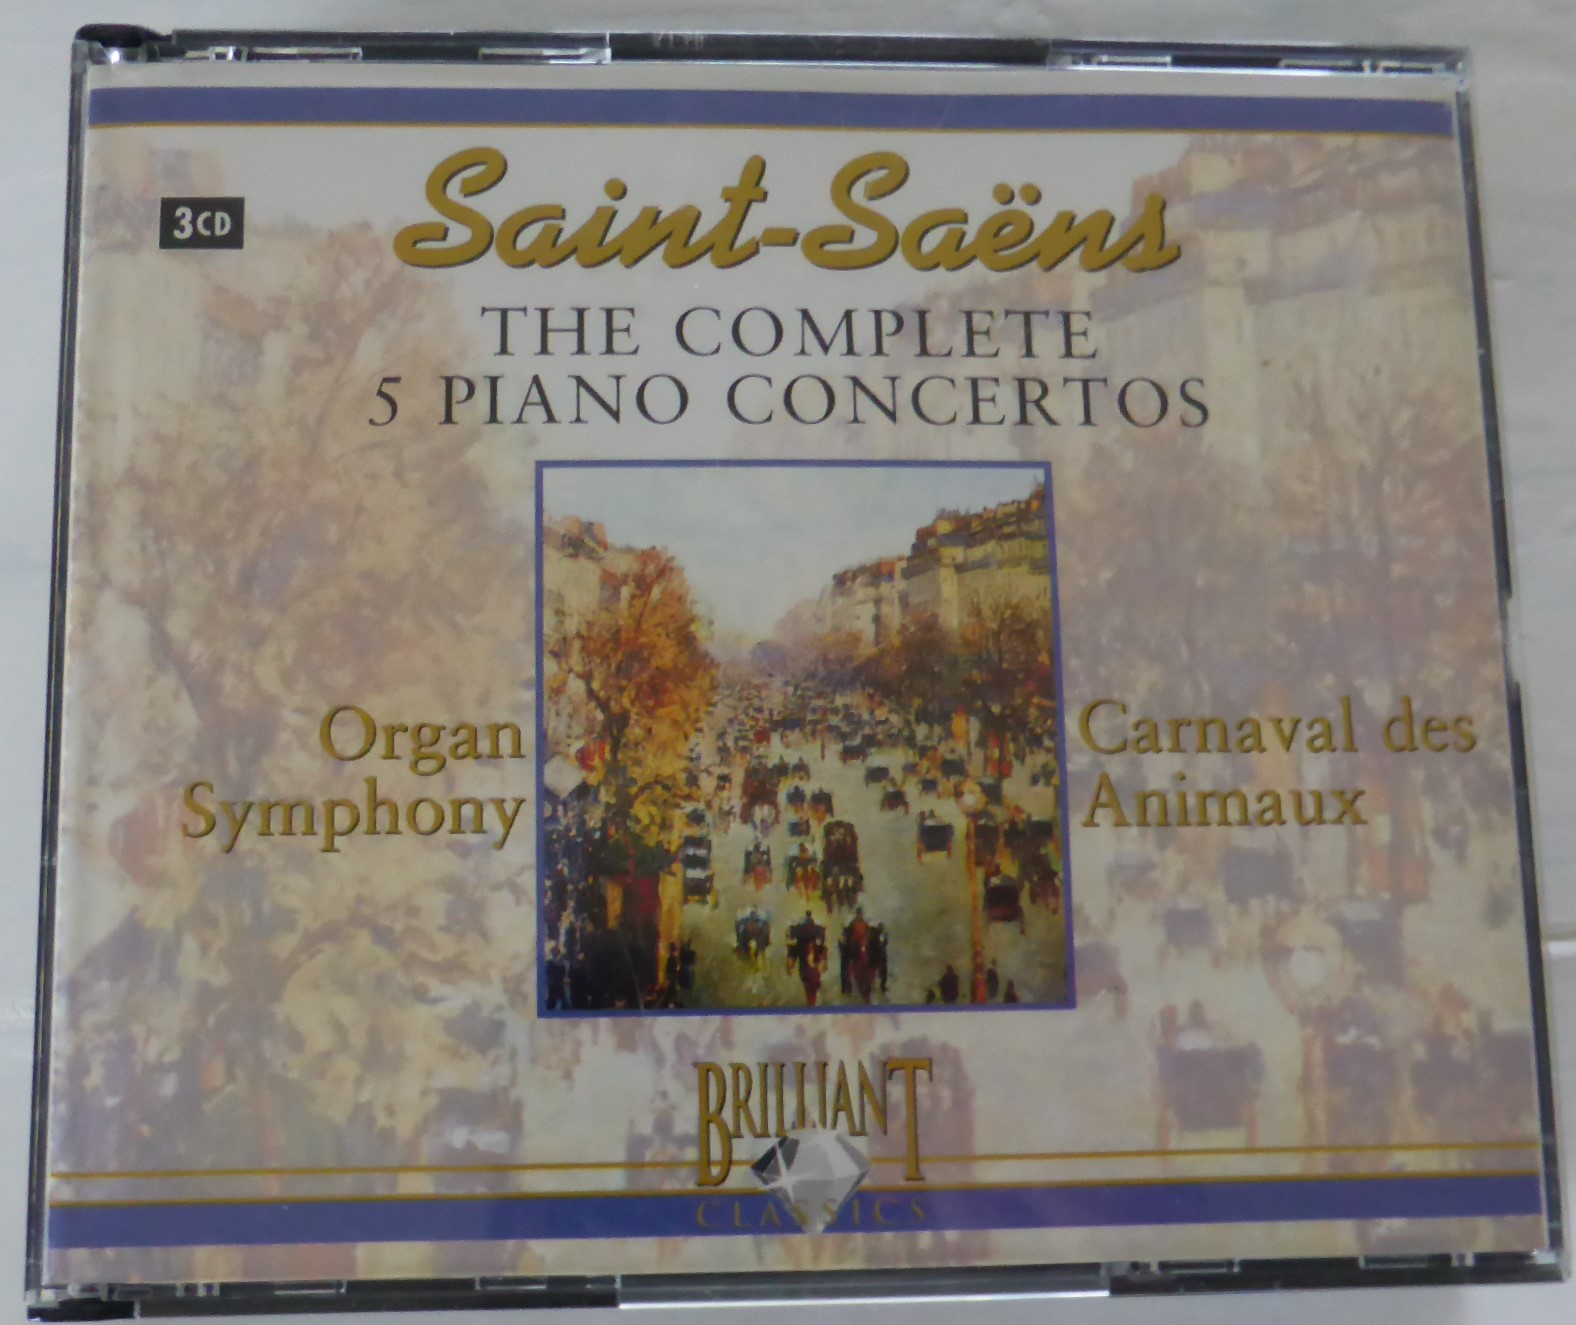 3CD
Saint-Saëns
THE COMPLETE
5 PIANO CONCERTOS
Organ
Symphony
Carnaval des
Animaux
BRILLIANT
CLASSICS